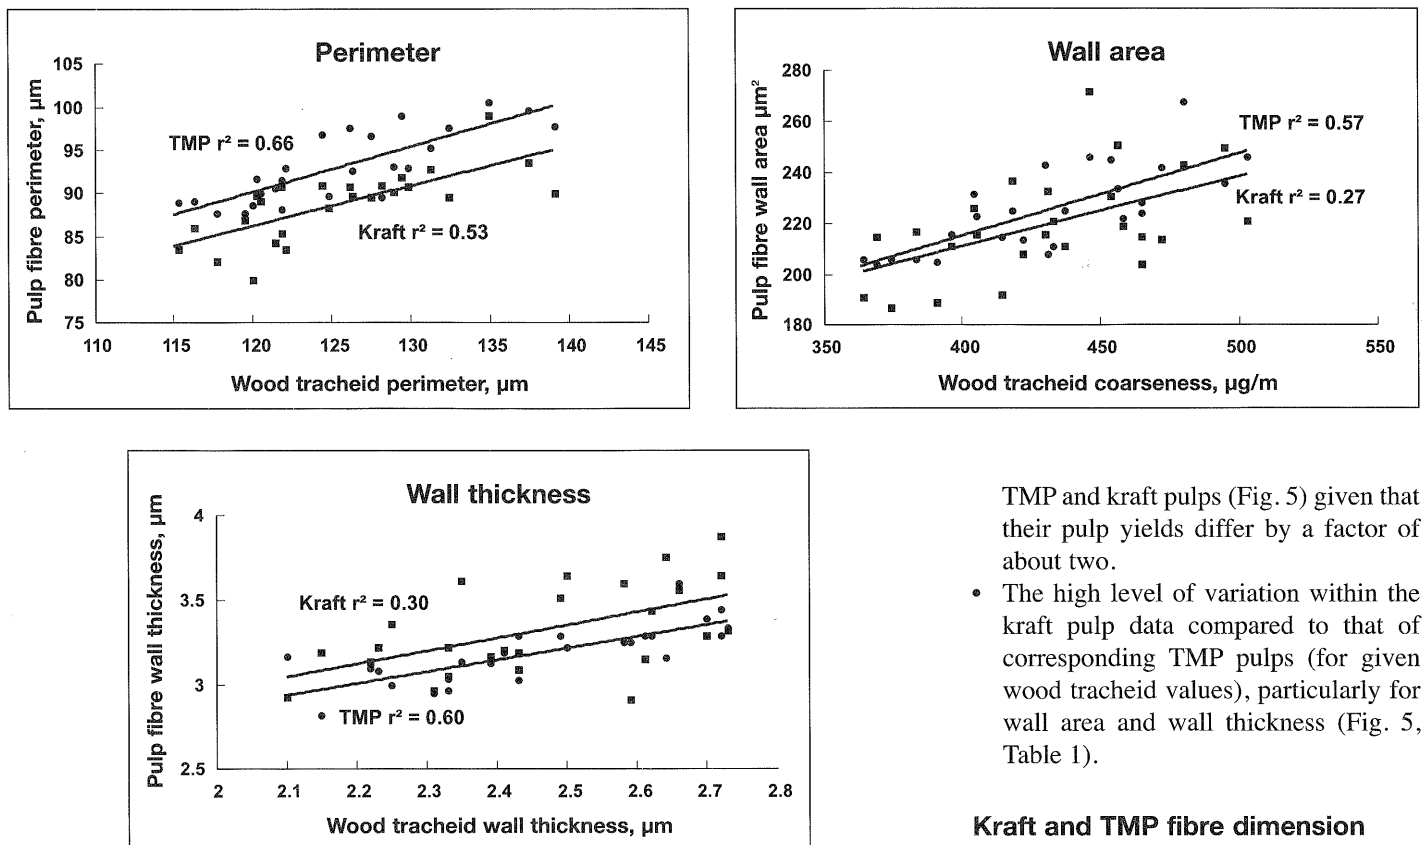 Perimeter
Pulp fibre perimeter, µm
105
100
95
90
85
80
75
TMP r² = 0.66
Kraft r² = 0.53
110
115
120
125
130
135
140
145
Wood tracheid perimeter, µm
Wall area
Pulp fibre wall area µm²
280
260
240
220
200
180
TMP r² = 0.57
Kraft r² = 0.27
350
400
450
500
550
Wood tracheid coarseness, µg/m
Wall thickness
Pulp fibre wall thickness, µm
4
3.5
3
2.5
Kraft r² = 0.30
TMP r² = 0.60
2
2.1
2.2
2.3
2.4
2.5
2.6
2.7
2.8
Wood tracheid wall thickness, µm
TMP and kraft pulps (Fig. 5) given that
their pulp yields differ by a factor of
about two.
• The high level of variation within the
kraft pulp data compared to that of
corresponding TMP pulps (for given
wood tracheid values), particularly for
wall area and wall thickness (Fig. 5,
Table 1).
Kraft and TMP fibre dimension